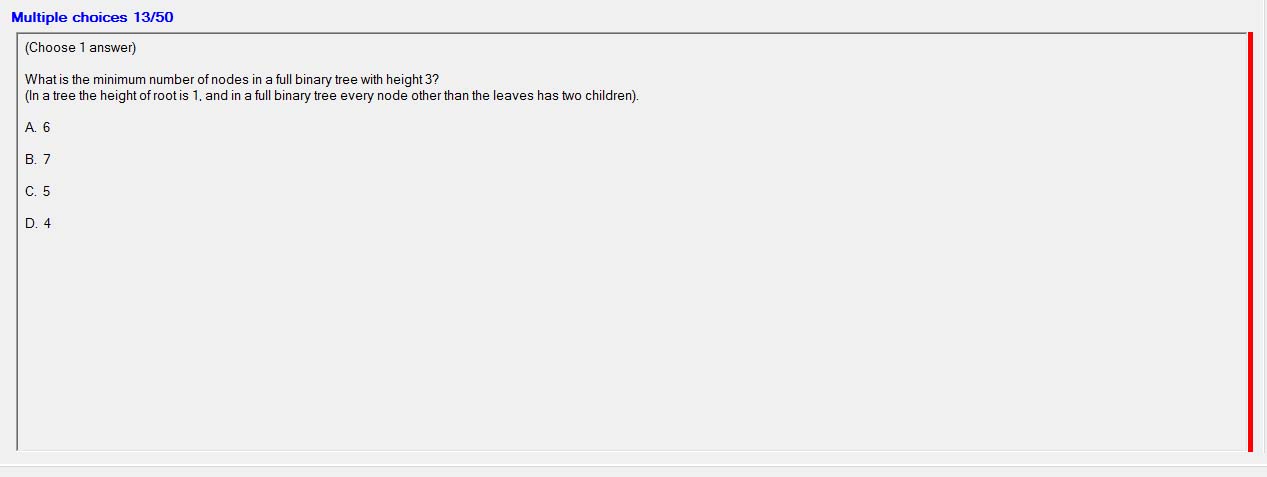 Multiple choices 13/50
(Choose 1 answer)
What is the minimum number of nodes in a full binary tree with height 3?
(In a tree the height of root is 1, and in a full binary tree every node other than the leaves has two children).
A. 6
B. 7
C. 5
D. 4